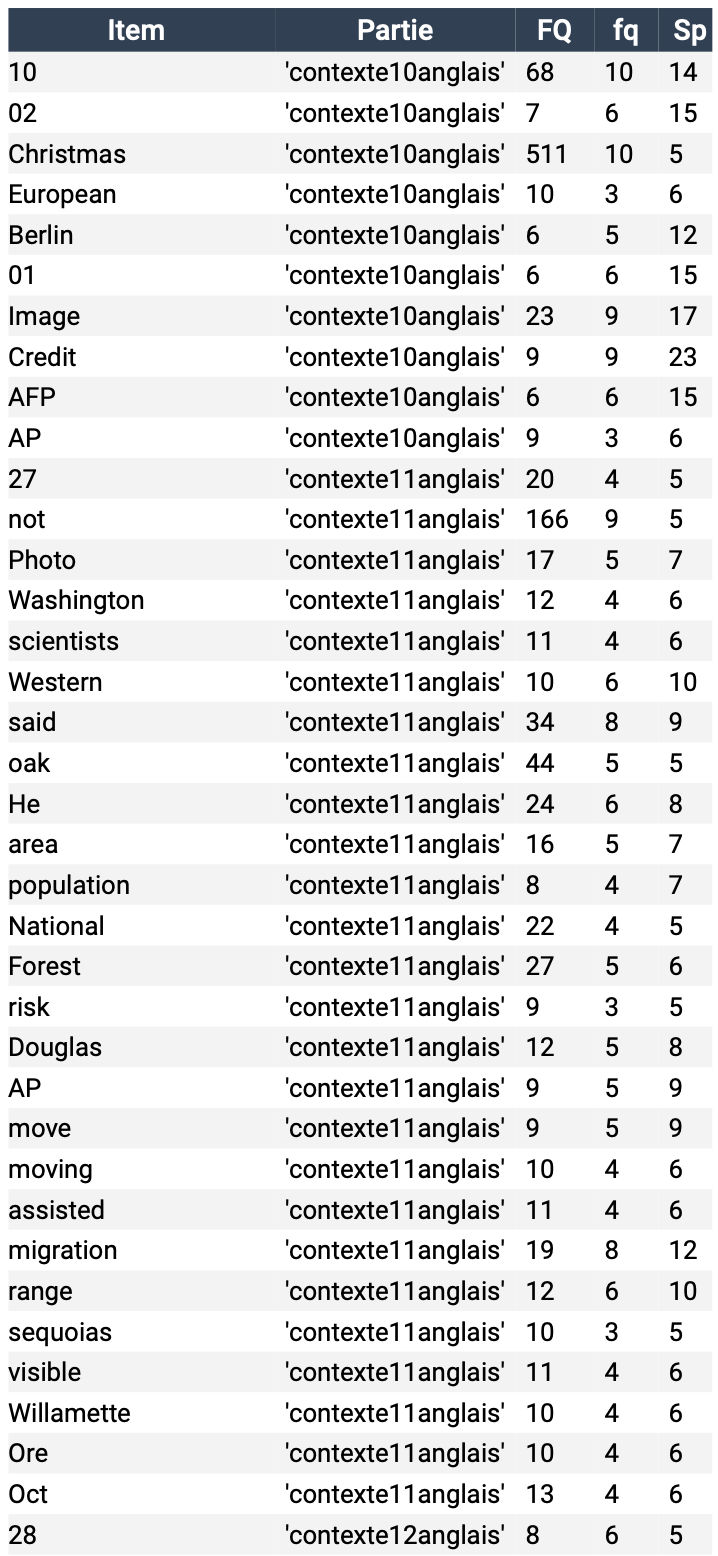 Item Partie FQ fq Sp
10 'contexte10anglais' 68 10 14
02 'contexte10anglais' 7 6 15
Christmas 'contexte10anglais' 511 10 5
European 'contexte10anglais' 10 3 6
Berlin 'contexte10anglais' 6 5 12
01 'contexte10anglais' 6 6 15
Image 'contexte10anglais' 23 9 17
Credit 'contexte10anglais' 9 9 23
AFP 'contexte10anglais' 6 6 15
AP 'contexte10anglais' 9 3 6
27 'contexte11anglais' 20 4 5
not 'contexte11anglais' 166 9 5
Photo 'contexte11anglais' 17 5 7
Washington 'contexte11anglais' 12 4 6
scientists 'contexte11anglais' 11 4 6
Western 'contexte11anglais' 10 6 10
said 'contexte11anglais' 34 8 9
oak 'contexte11anglais' 44 5 5
He 'contexte11anglais' 24 6 8
area 'contexte11anglais' 16 5 7
population 'contexte11anglais' 8 4 7
National 'contexte11anglais' 22 4 5
Forest 'contexte11anglais' 27 5 6
risk 'contexte11anglais' 9 3 5
Douglas 'contexte11anglais' 12 5 8
AP 'contexte11anglais' 9 5 9
move 'contexte11anglais' 9 5 9
moving 'contexte11anglais' 10 4 6
assisted 'contexte11anglais' 11 4 6
migration 'contexte11anglais' 19 8 12
range 'contexte11anglais' 12 6 10
sequoias 'contexte11anglais' 10 3 5
visible 'contexte11anglais' 11 4 6
Willamette 'contexte11anglais' 10 4 6
Ore 'contexte11anglais' 10 4 6
Oct 'contexte11anglais' 13 4 6
28 'contexte12anglais' 8 6 5